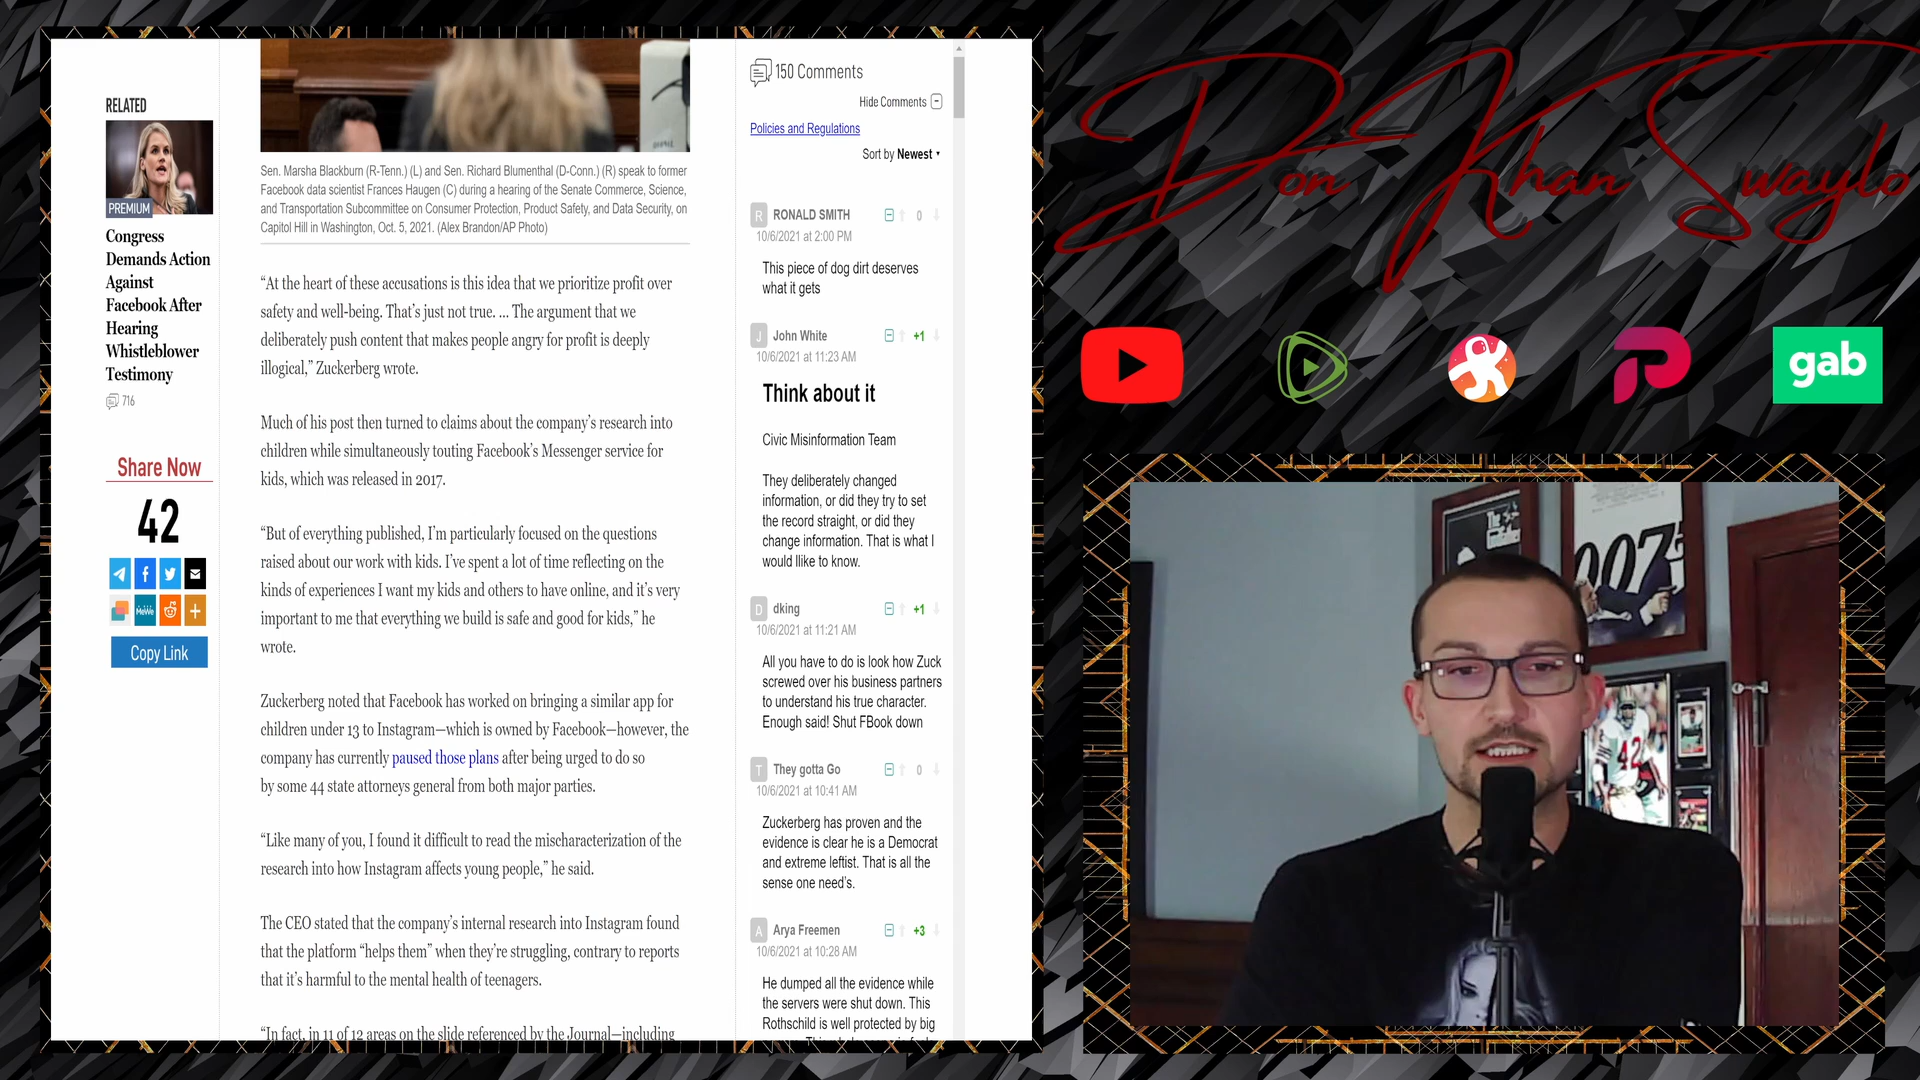 RELATED
PREMIUM
Congress
Demands Action
Against
Facebook After
Hearing
Whistleblower
Testimony
716
Share Now
42
MeWe
Copy Link
Sen. Marsha Blackburn (R-Tenn.) (L) and Sen. Richard Blumenthal (D-Conn.) (R) speak to former
Facebook data scientist Frances Haugen (C) during a hearing of the Senate Commerce, Science,
and Transportation Subcommittee on Consumer Protection, Product Safety, and Data Security, on
Capitol Hill in Washington, Oct. 5, 2021. (Alex Brandon/AP Photo)
“At the heart of these accusations is this idea that we prioritize profit over
safety and well-being. That’s just not true. ... The argument that we
deliberately push content that makes people angry for profit is deeply
illogical,” Zuckerberg wrote.
Much of his post then turned to claims about the company’s research into
children while simultaneously touting Facebook’s Messenger service for
kids, which was released in 2017.
“But of everything published, I’m particularly focused on the questions
raised about our work with kids. I’ve spent a lot of time reflecting on the
kinds of experiences I want my kids and others to have online, and it’s very
important to me that everything we build is safe and good for kids,” he
wrote.
Zuckerberg noted that Facebook has worked on bringing a similar app for
children under 13 to Instagram—which is owned by Facebook—however, the
company has currently paused those plans after being urged to do so
by some 44 state attorneys general from both major parties.
“Like many of you, I found it difficult to read the mischaracterization of the
research into how Instagram affects young people,” he said.
The CEO stated that the company’s internal research into Instagram found
that the platform “helps them” when they’re struggling, contrary to reports
that it’s harmful to the mental health of teenagers.
“In fact, in 11 of 12 areas on the slide referenced by the Journal—including
150 Comments
Hide Comments
Policies and Regulations
Sort by Newest
R RONALD SMITH 0
10/6/2021 at 2:00 PM
This piece of dog dirt deserves
what it gets
J John White +1
10/6/2021 at 11:23 AM
Think about it
Civic Misinformation Team
They deliberately changed
information, or did they try to set
the record straight, or did they
change information. That is what I
would llike to know.
D dking +1
10/6/2021 at 11:21 AM
All you have to do is look how Zuck
screwed over his business partners
to understand his true character.
Enough said! Shut FBook down
T They gotta Go 0
10/6/2021 at 10:41 AM
Zuckerberg has proven and the
evidence is clear he is a Democrat
and extreme leftist. That is all the
sense one need’s.
A Arya Freemen +3
10/6/2021 at 10:28 AM
He dumped all the evidence while
the servers were shut down. This
Rothschild is well protected by big
Don Khan Swaylo
gab
007
42